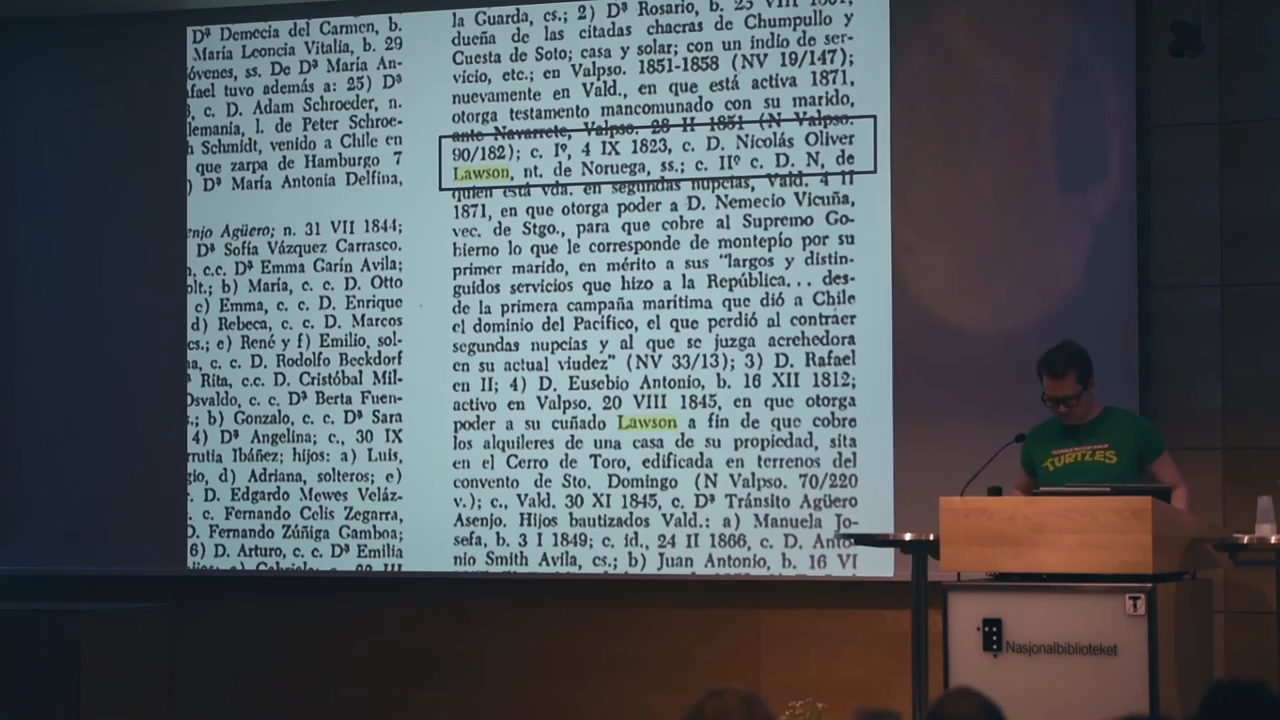 Dª Demecia del Carmen, b.
María Leoncia Vitalia, b. 29
óvenes, ss. De Dª María An-
fael tuvo además a: 25) Dª
, c. D. Adam Schroeder, n.
lemanía, l. de Peter Schroe-
Schmidt, venido a Chile en
que zarpa de Hamburgo 7
) Dª María Antonia Delfina,
enjo Agüero; n. 31 VII 1844;
Dª Sofía Vázquez Carrasco.
, c.c. Dª Emma Garín Avila;
olt.; b) María, c. c. D. Otto
c) Emma, c. c. D. Enrique
d) Rebeca, c. c. D. Marcos
cs.; e) René y f) Emilio, sol-
a, c. c. D. Rodolfo Beckdorf
Rita, c.c. D. Cristóbal Mil-
Osvaldo, c. c. Dª Berta Fuen-
.; b) Gonzalo, c. c. Dª Sara
4) Dª Angelina; c., 30 IX
rrutia Ibáñez; hijos: a) Luis,
gio, d) Adriana, solteros; e)
. D. Edgardo Mewes Veláz-
. c. Fernando Celis Zegarra,
D. Fernando Zúñiga Gamboa;
6) D. Arturo, c. c. Dª Emilia
la Guarda, cs.; 2) Dª Rosario, b. 25 VIII
dueña de las citadas chacras de Chumpullo y
Cuesta de Soto; casa y solar; con un indio de ser-
vicio, etc.; en Valpso. 1851-1858 (NV 19/147);
nuevamente en Vald., en que está activa 1871,
otorga testamento mancomunado con su marido,
ante Navarrete, Valpso. 28 II 1851 (N Valpso.
90/182); c. Iº, 4 IX 1823, c. D. Nicolás Oliver
Lawson, nt. de Noruega, ss.; c. IIº c. D. N, de
quien está vda. en segundas nupcias, Vald. 4 II
1871, en que otorga poder a D. Nemecio Vicuña,
vec. de Stgo., para que cobre al Supremo Go-
bierno lo que le corresponde de montepío por su
primer marido, en mérito a sus "largos y distin-
guidos servicios que hizo a la República... des-
de la primera campaña marítima que dió a Chile
el dominio del Pacífico, el que perdió al contraer
segundas nupcias y al que se juzga acrehedora
en su actual viudez" (NV 33/13); 3) D. Rafael
en II; 4) D. Eusebio Antonio, b. 16 XII 1812;
activo en Valpso. 20 VIII 1845, en que otorga
poder a su cuñado Lawson a fin de que cobre
los alquileres de una casa de su propiedad, sita
en el Cerro de Toro, edificada en terrenos del
convento de Sto. Domingo (N Valpso. 70/220
v.); c., Vald. 30 XI 1845, c. Dª Tránsito Agüero
Asenjo. Hijos bautizados Vald.: a) Manuela Jo-
sefa, b. 3 I 1849; c. id., 24 II 1866, c. D. Anto-
nio Smith Avila, cs.; b) Juan Antonio, b. 16 VI
TURTLES
T
Nasjonalbiblioteket